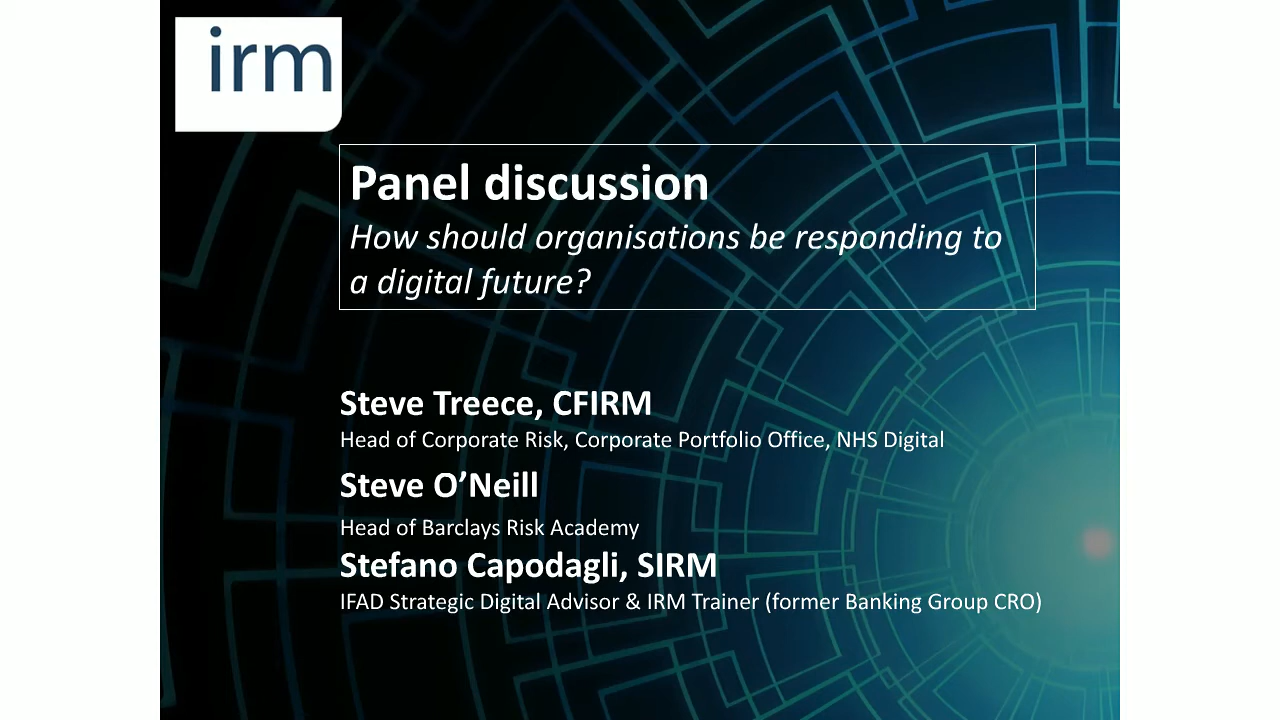 irm
Panel discussion
How should organisations be responding to
a digital future?
Steve Treece, CFIRM
Head of Corporate Risk, Corporate Portfolio Office, NHS Digital
Steve O’Neill
Head of Barclays Risk Academy
Stefano Capodagli, SIRM
IFAD Strategic Digital Advisor & IRM Trainer (former Banking Group CRO)